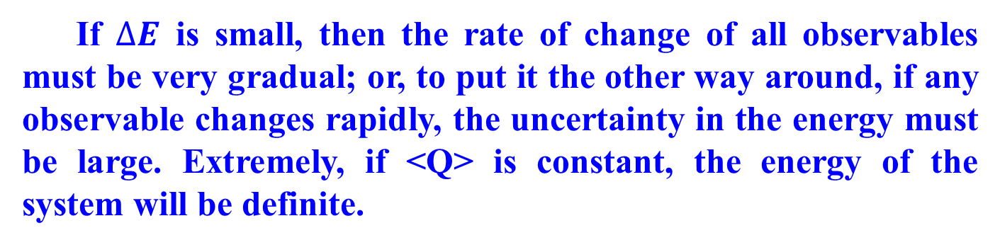 If ΔE is small, then the rate of change of all observables
must be very gradual; or, to put it the other way around, if any
observable changes rapidly, the uncertainty in the energy must
be large. Extremely, if <Q> is constant, the energy of the
system will be definite.